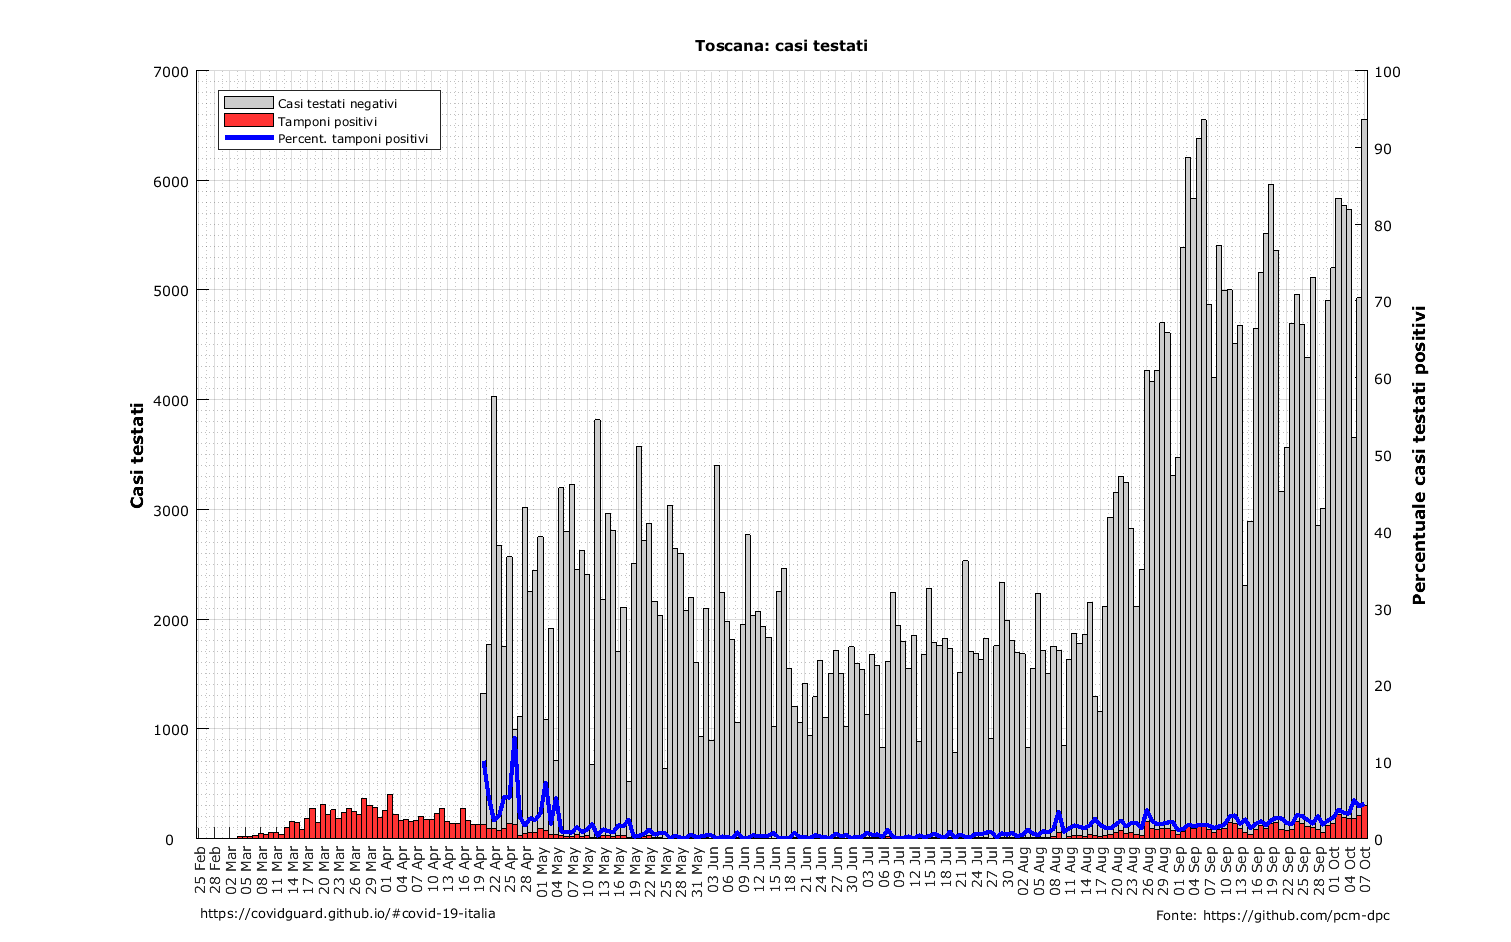 Toscana: casi testati
7000
6000
5000
4000
3000
2000
1000
0
100
90
80
70
60
50
40
30
20
10
0
Casi testati negativi
Tamponi positivi
Percent. tamponi positivi
Casi testati
Percentuale casi testati positivi
25 Feb
28 Feb
02 Mar
05 Mar
08 Mar
11 Mar
14 Mar
17 Mar
20 Mar
23 Mar
26 Mar
29 Mar
01 Apr
04 Apr
07 Apr
10 Apr
13 Apr
16 Apr
19 Apr
22 Apr
25 Apr
28 Apr
01 May
04 May
07 May
10 May
13 May
16 May
19 May
22 May
25 May
28 May
31 May
03 Jun
06 Jun
09 Jun
12 Jun
15 Jun
18 Jun
21 Jun
24 Jun
27 Jun
30 Jun
03 Jul
06 Jul
09 Jul
12 Jul
15 Jul
18 Jul
21 Jul
24 Jul
27 Jul
30 Jul
02 Aug
05 Aug
08 Aug
11 Aug
14 Aug
17 Aug
20 Aug
23 Aug
26 Aug
29 Aug
01 Sep
04 Sep
07 Sep
10 Sep
13 Sep
16 Sep
19 Sep
22 Sep
25 Sep
28 Sep
01 Oct
04 Oct
07 Oct
https://covidguard.github.io/#covid-19-italia
Fonte: https://github.com/pcm-dpc